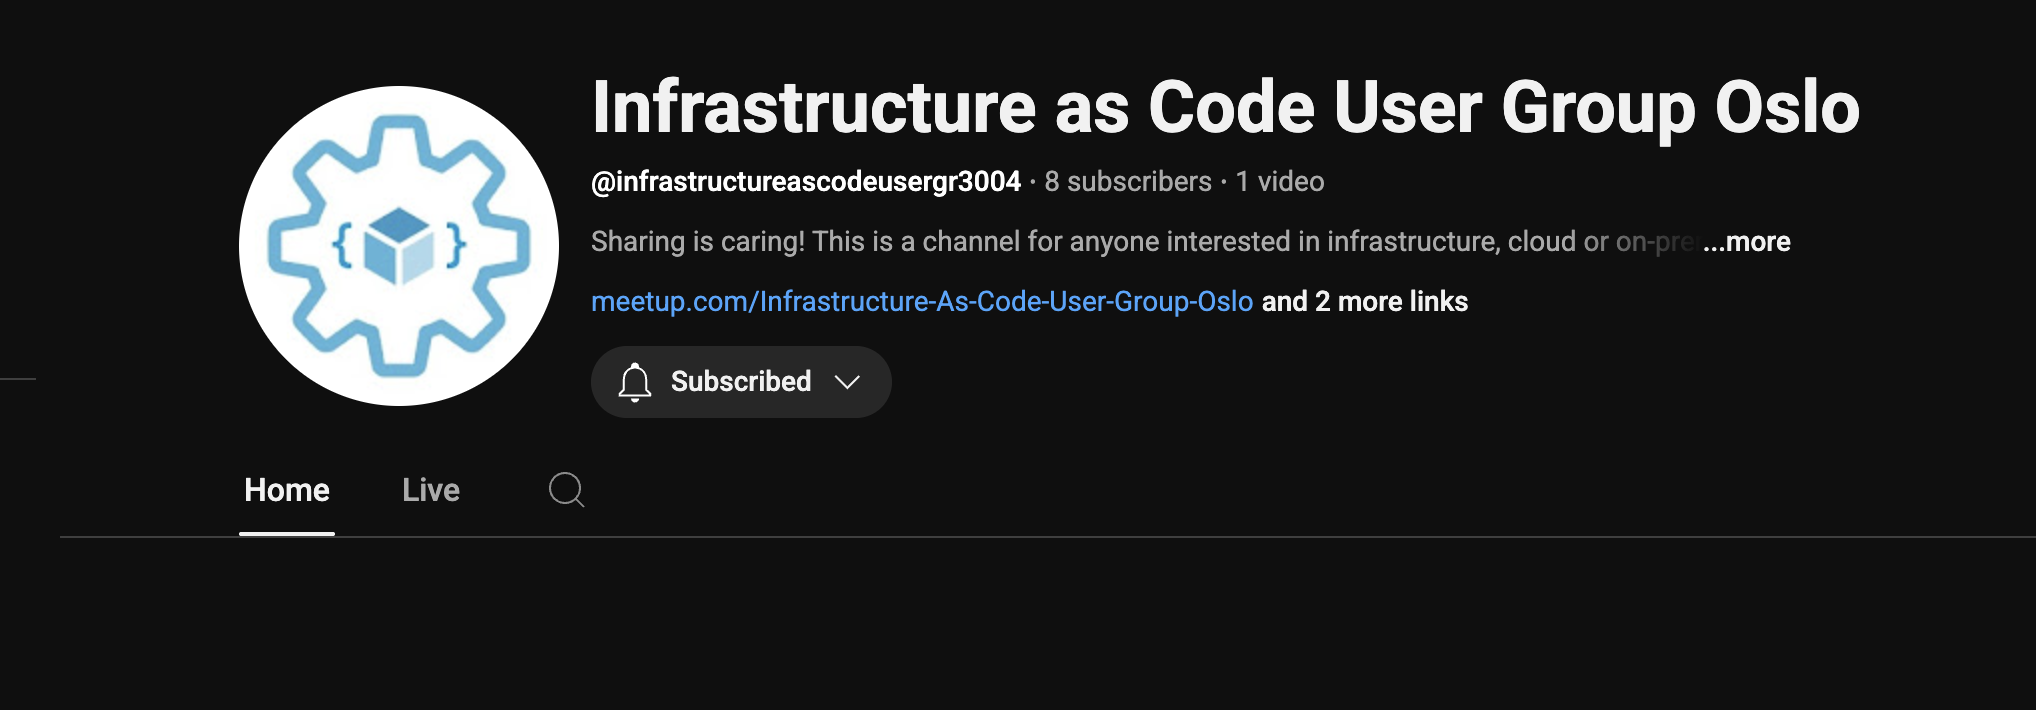 Infrastructure as Code User Group Oslo
@infrastructureascodeusergr3004 · 8 subscribers · 1 video
Sharing is caring! This is a channel for anyone interested in infrastructure, cloud or on-pre ...more
meetup.com/Infrastructure-As-Code-User-Group-Oslo and 2 more links
Subscribed
Home Live
{ }